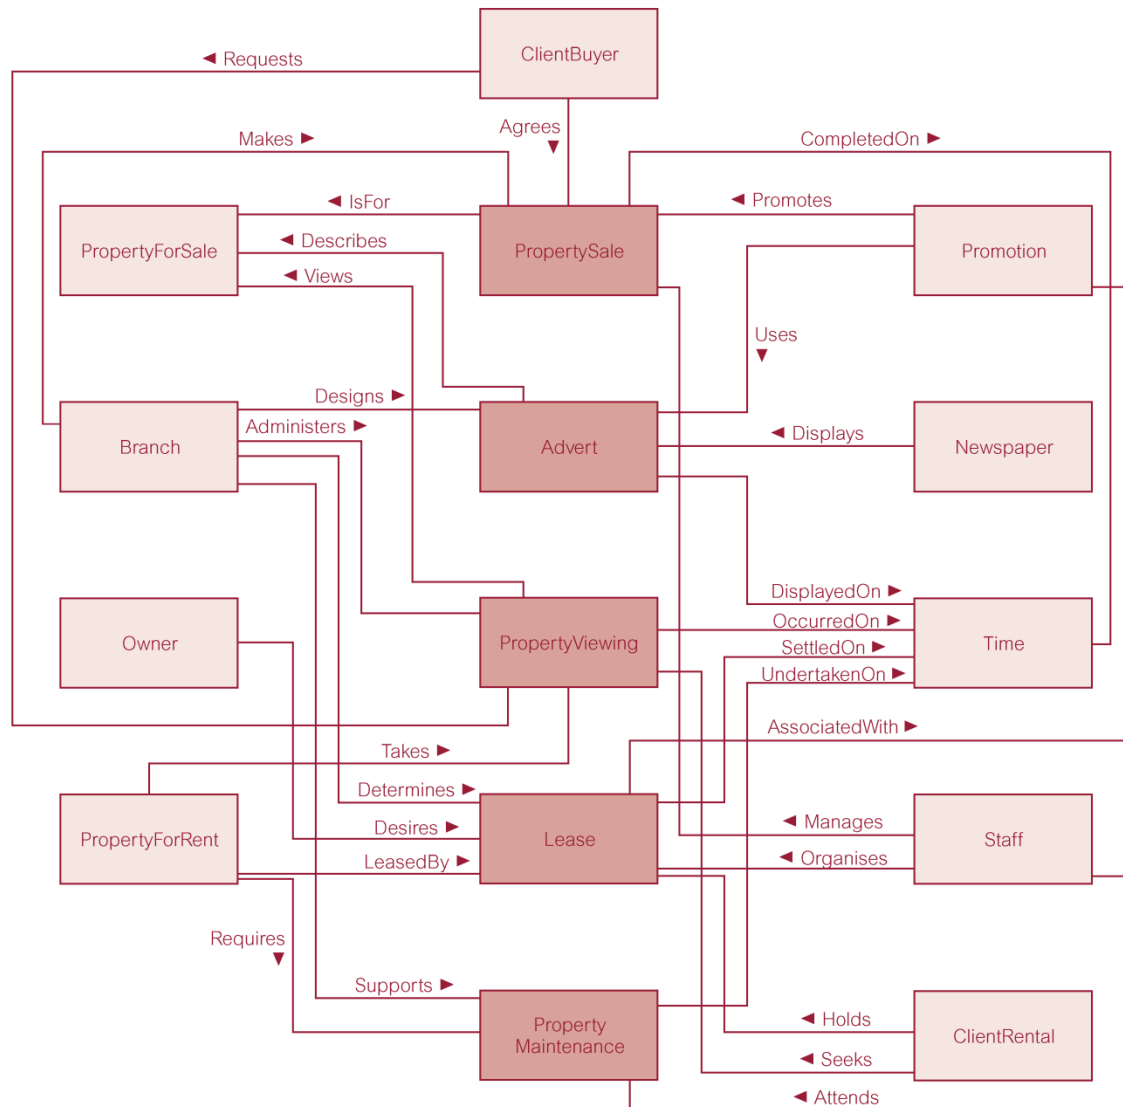 ClientBuyer
◄ Requests
Agrees
▼
Makes ►
CompletedOn ►
◄ IsFor
◄ Promotes
PropertyForSale
◄ Describes
PropertySale
Promotion
◄ Views
Uses
▼
Designs ►
Administers ►
Branch
Advert
◄ Displays
Newspaper
DisplayedOn ►
OccurredOn ►
Owner
PropertyViewing
SettledOn ►
Time
UndertakenOn ►
AssociatedWith ►
Takes ►
Determines ►
PropertyForRent
Desires ►
Lease
◄ Manages
Staff
LeasedBy ►
◄ Organises
Requires
▼
Supports ►
Property
Maintenance
◄ Holds
ClientRental
◄ Seeks
◄ Attends